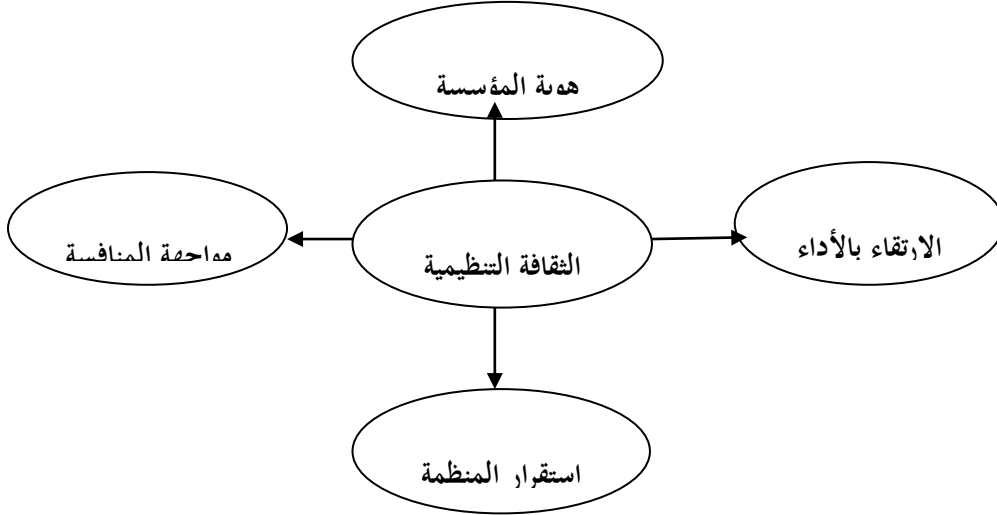 هوية المؤسسة
الارتقاء بالأداء
الثقافة التنظيمية
مواجهة المنافسة
استقرار المنظمة